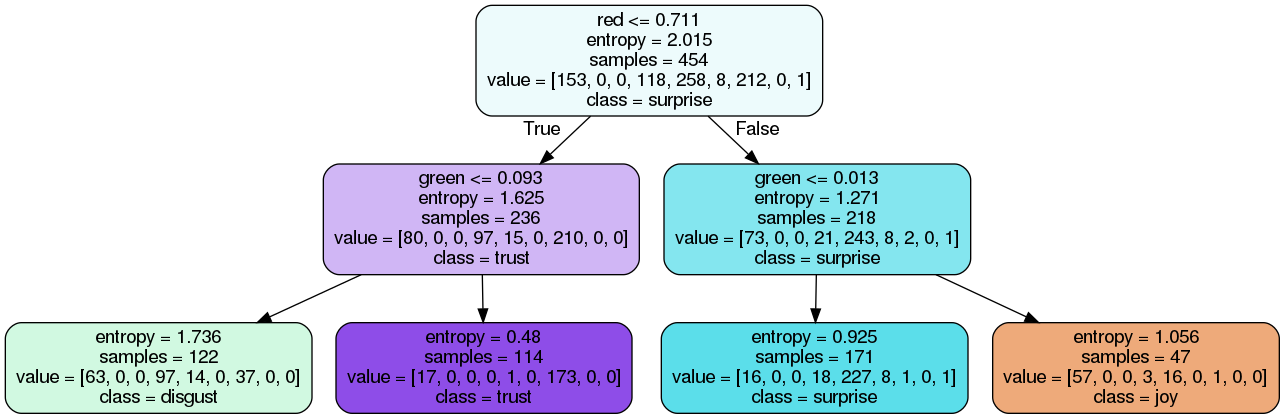 red <= 0.711
entropy = 2.015
samples = 454
value = [153, 0, 0, 118, 258, 8, 212, 0, 1]
class = surprise
True
False
green <= 0.093
entropy = 1.625
samples = 236
value = [80, 0, 0, 97, 15, 0, 210, 0, 0]
class = trust
green <= 0.013
entropy = 1.271
samples = 218
value = [73, 0, 0, 21, 243, 8, 2, 0, 1]
class = surprise
entropy = 1.736
samples = 122
value = [63, 0, 0, 97, 14, 0, 37, 0, 0]
class = disgust
entropy = 0.48
samples = 114
value = [17, 0, 0, 0, 1, 0, 173, 0, 0]
class = trust
entropy = 0.925
samples = 171
value = [16, 0, 0, 18, 227, 8, 1, 0, 1]
class = surprise
entropy = 1.056
samples = 47
value = [57, 0, 0, 3, 16, 0, 1, 0, 0]
class = joy